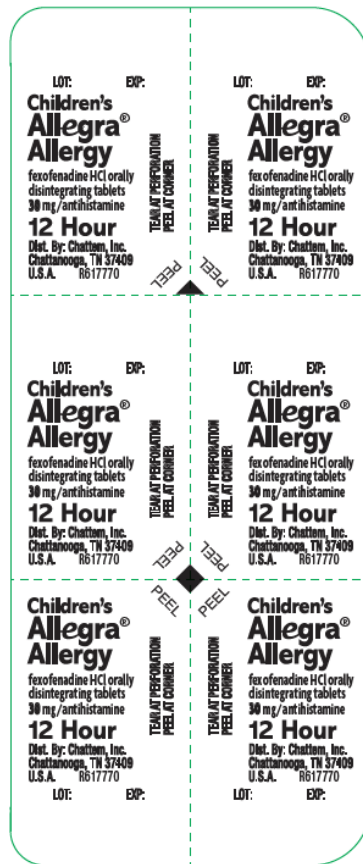 LOT: EXP:
Children's
Allegra®
Allergy
fexofenadine HCl orally
disintegrating tablets
30 mg/antihistamine
12 Hour
Dist. By: Chattem, Inc.
Chattanooga, TN 37409
U.S.A. R617770
TEAR AT PERFORATION
PEEL AT CORNER
PEEL
LOT: EXP:
Children's
Allegra®
Allergy
fexofenadine HCl orally
disintegrating tablets
30 mg/antihistamine
12 Hour
Dist. By: Chattem, Inc.
Chattanooga, TN 37409
U.S.A. R617770
TEAR AT PERFORATION
PEEL AT CORNER
PEEL
LOT: EXP:
Children's
Allegra®
Allergy
fexofenadine HCl orally
disintegrating tablets
30 mg/antihistamine
12 Hour
Dist. By: Chattem, Inc.
Chattanooga, TN 37409
U.S.A. R617770
TEAR AT PERFORATION
PEEL AT CORNER
PEEL
LOT: EXP:
Children's
Allegra®
Allergy
fexofenadine HCl orally
disintegrating tablets
30 mg/antihistamine
12 Hour
Dist. By: Chattem, Inc.
Chattanooga, TN 37409
U.S.A. R617770
TEAR AT PERFORATION
PEEL AT CORNER
PEEL
PEEL
Children's
Allegra®
Allergy
fexofenadine HCl orally
disintegrating tablets
30 mg/antihistamine
12 Hour
Dist. By: Chattem, Inc.
Chattanooga, TN 37409
U.S.A. R617770
TEAR AT PERFORATION
PEEL AT CORNER
LOT: EXP:
PEEL
Children's
Allegra®
Allergy
fexofenadine HCl orally
disintegrating tablets
30 mg/antihistamine
12 Hour
Dist. By: Chattem, Inc.
Chattanooga, TN 37409
U.S.A. R617770
TEAR AT PERFORATION
PEEL AT CORNER
LOT: EXP: